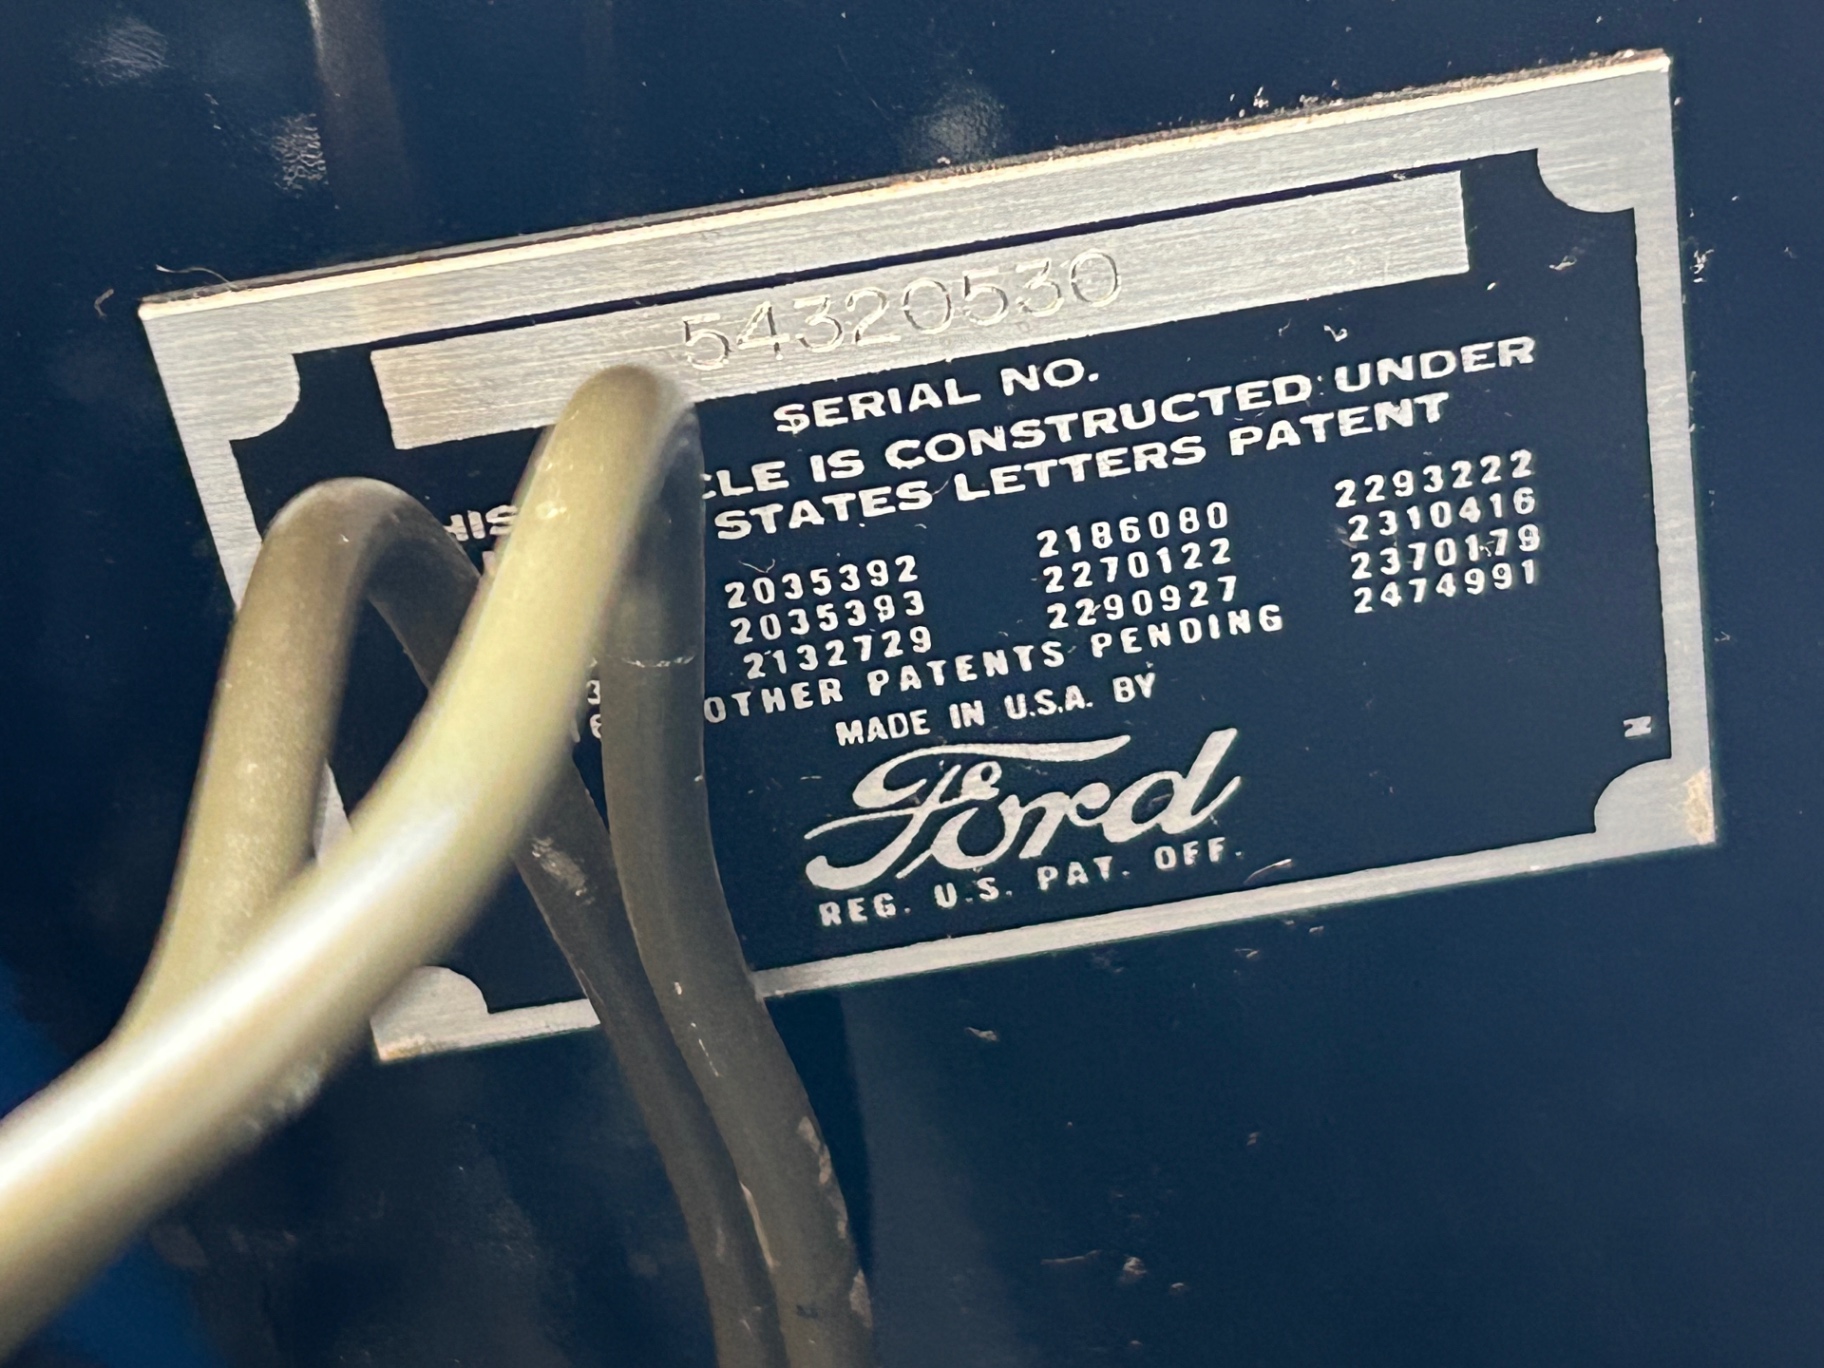 54320530
SERIAL NO.
HIS CLE IS CONSTRUCTED UNDER
STATES LETTERS PATENT
2035392 2186080 2293222
2035393 2270122 2310416
2132729 2290927 2370179
OTHER PATENTS PENDING 2474991
MADE IN U.S.A. BY
Ford
REG. U.S. PAT. OFF.